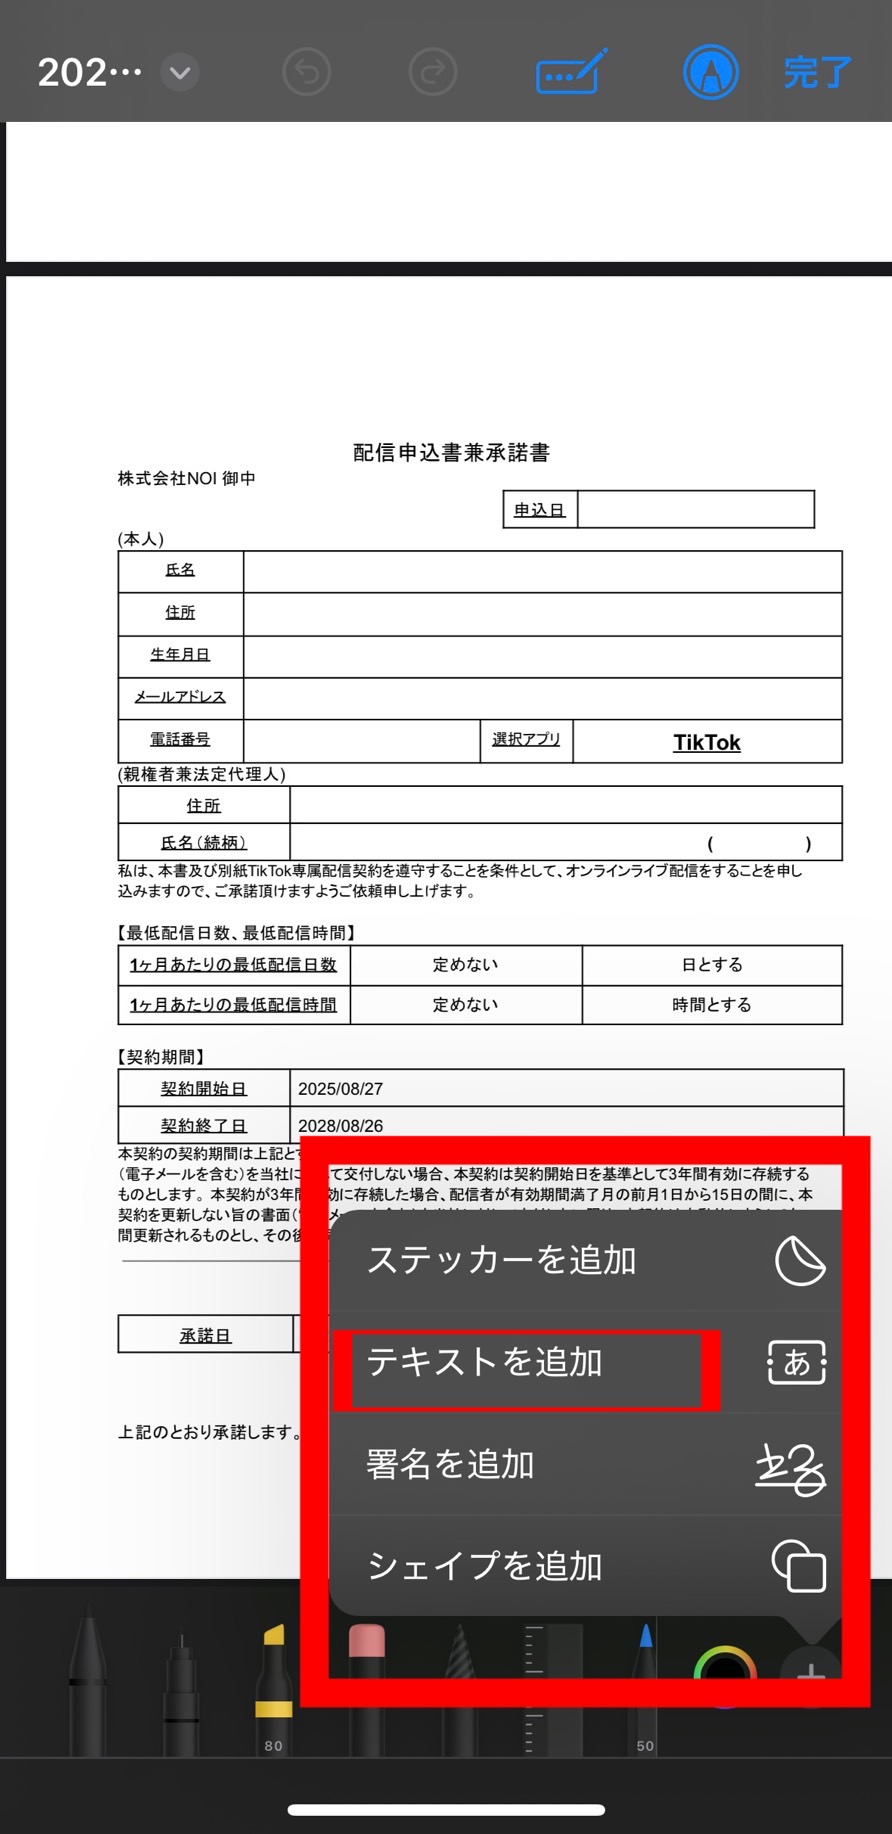 202…
完了
配信申込書兼承諾書
株式会社NOI 御中
申込日
(本人)
氏名
住所
生年月日
メールアドレス
電話番号 選択アプリ TikTok
(親権者兼法定代理人)
住所
氏名(続柄) ( )
私は、本書及び別紙TikTok専属配信契約を遵守することを条件として、オンラインライブ配信をすることを申し
込みますので、ご承諾頂けますようご依頼申し上げます。
【最低配信日数、最低配信時間】
1ヶ月あたりの最低配信日数 定めない 日とする
1ヶ月あたりの最低配信時間 定めない 時間とする
【契約期間】
契約開始日 2025/08/27
契約終了日 2028/08/26
本契約の契約期間は上記と
(電子メールを含む)を当社に て交付しない場合、本契約は契約開始日を基準として3年間有効に存続する
ものとします。本契約が3年間 効に存続した場合、配信者が有効期間満了月の前月1日から15日の間に、本
契約を更新しない旨の書面(
間更新されるものとし、その後
ステッカーを追加
承諾日
テキストを追加 あ
上記のとおり承諾します。
署名を追加
シェイプを追加
80
50